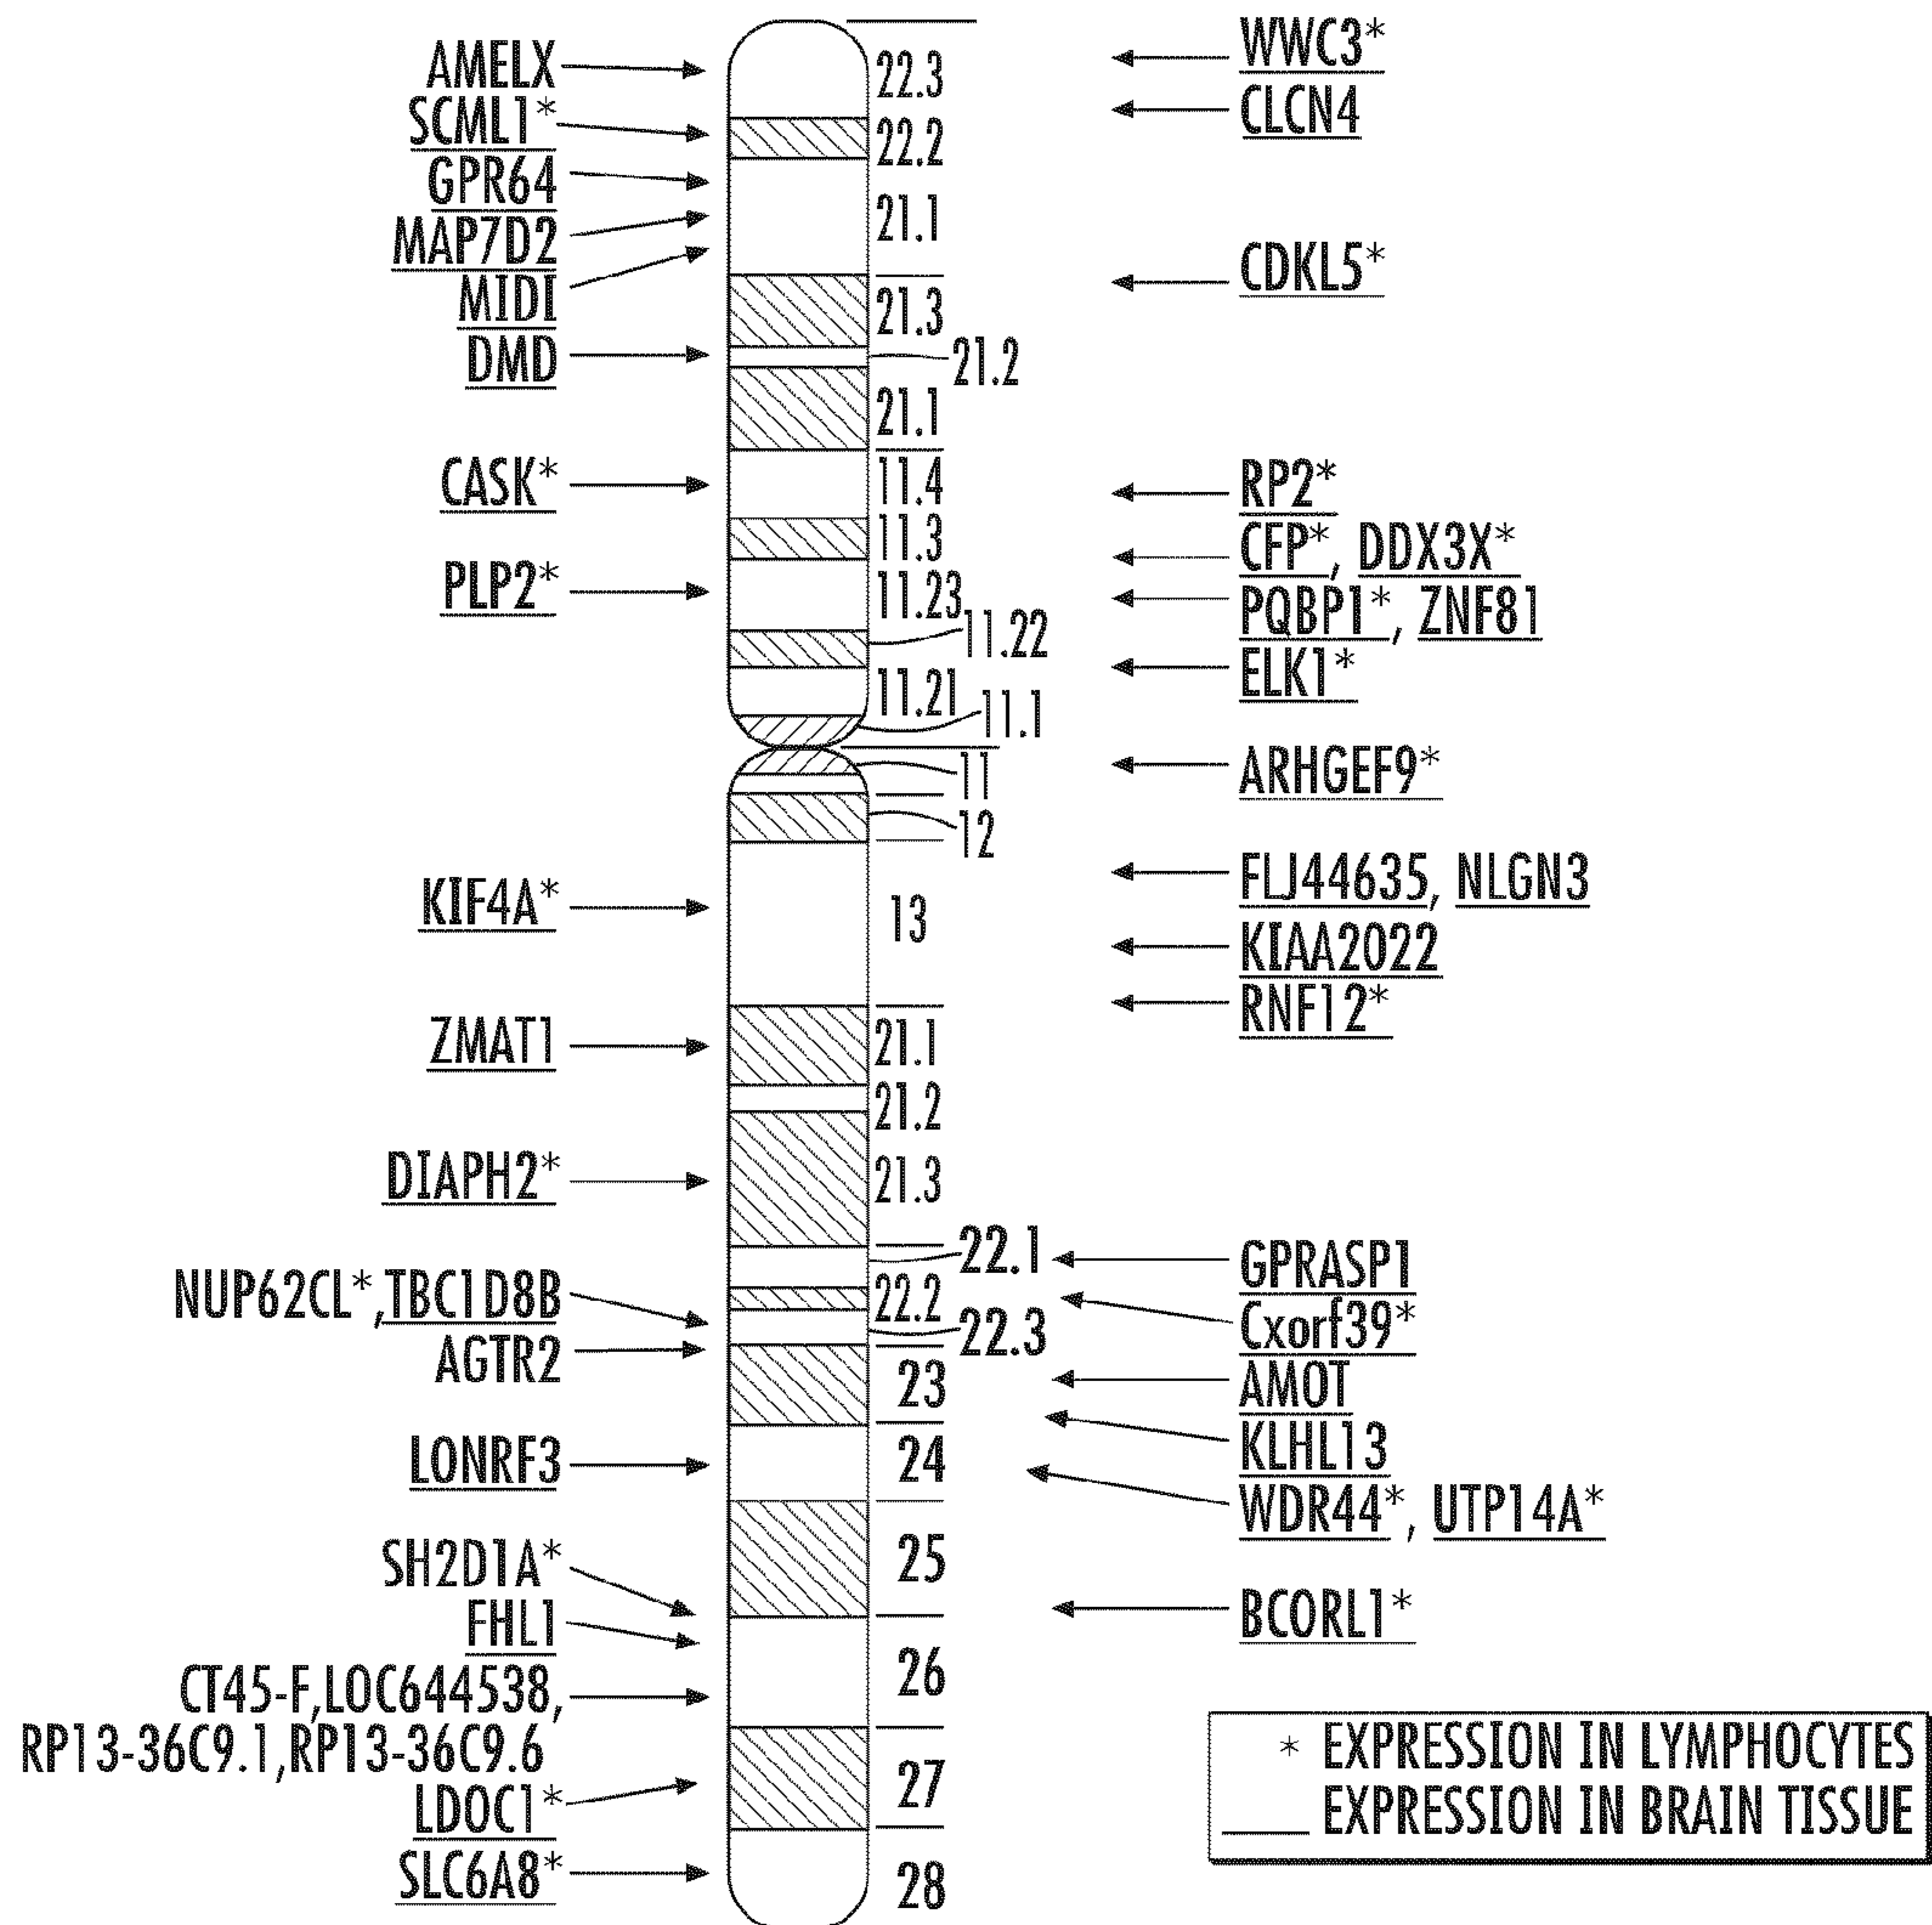 AMELX
SCML1*
GPR64
MAP7D2
MIDI
DMD
CASK*
PLP2*
KIF4A*
ZMAT1
DIAPH2*
NUP62CL*,TBC1D8B
AGTR2
LONRF3
SH2D1A*
FHL1
CT45-F,LOC644538,
RP13-36C9.1,RP13-36C9.6
LDOC1*
SLC6A8*
22.3
22.2
21.1
21.3
21.2
21.1
11.4
11.3
11.23
11.22
11.21
11.1
11
12
13
21.1
21.2
21.3
22.1
22.2
22.3
23
24
25
26
27
28
WWC3*
CLCN4
CDKL5*
RP2*
CFP*, DDX3X*
PQBP1*, ZNF81
ELK1*
ARHGEF9*
FLJ44635, NLGN3
KIAA2022
RNF12*
GPRASP1
Cxorf39*
AMOT
KLHL13
WDR44*, UTP14A*
BCORL1*
* EXPRESSION IN LYMPHOCYTES
EXPRESSION IN BRAIN TISSUE